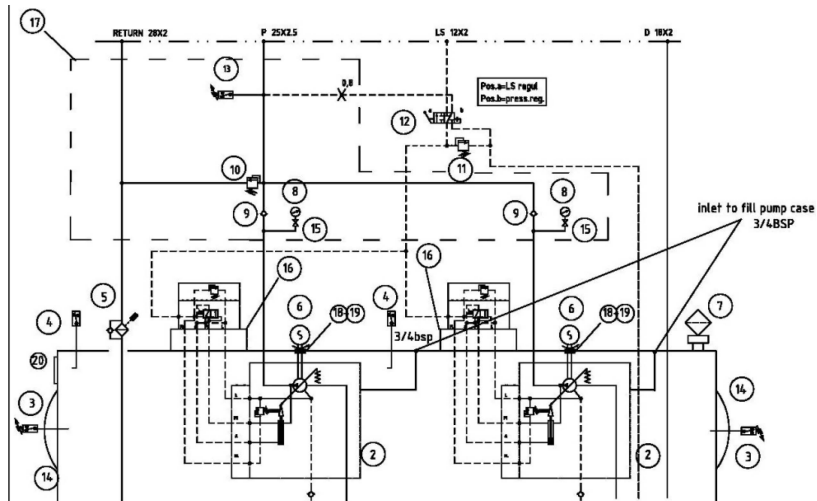 17
RETURN 28X2
P 25X2.5
LS 12X2
D 18X2
13
0,8
Pos.a=LS regul
Pos.b=press.reg.
a
b
12
10
11
8
8
9
9
15
15
inlet to fill pump case
3/4BSP
16
16
5
4
4
6
6
18-19
18-19
7
3/4bsp
20
S
S
3
3
14
14
L
M
A
L
M
A
2
2